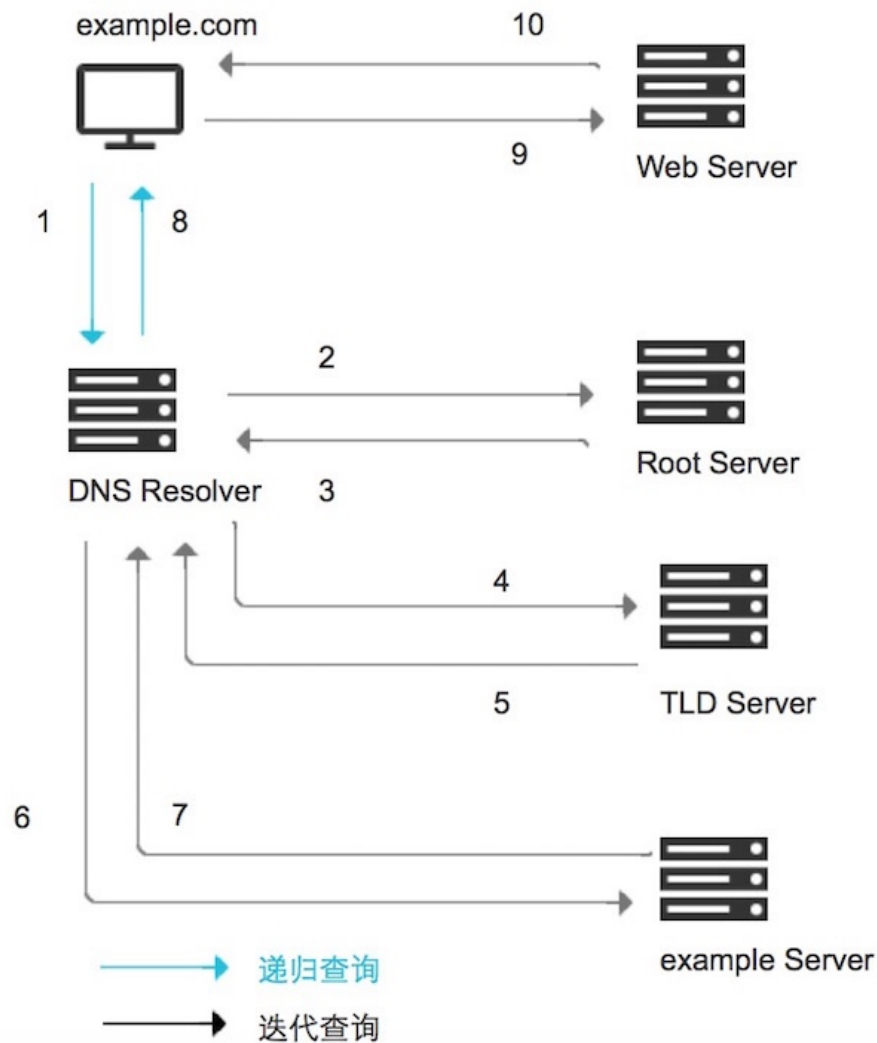 example.com
10
9
Web Server
1
8
2
Root Server
DNS Resolver
3
4
5
TLD Server
6
7
example Server
递归查询
迭代查询